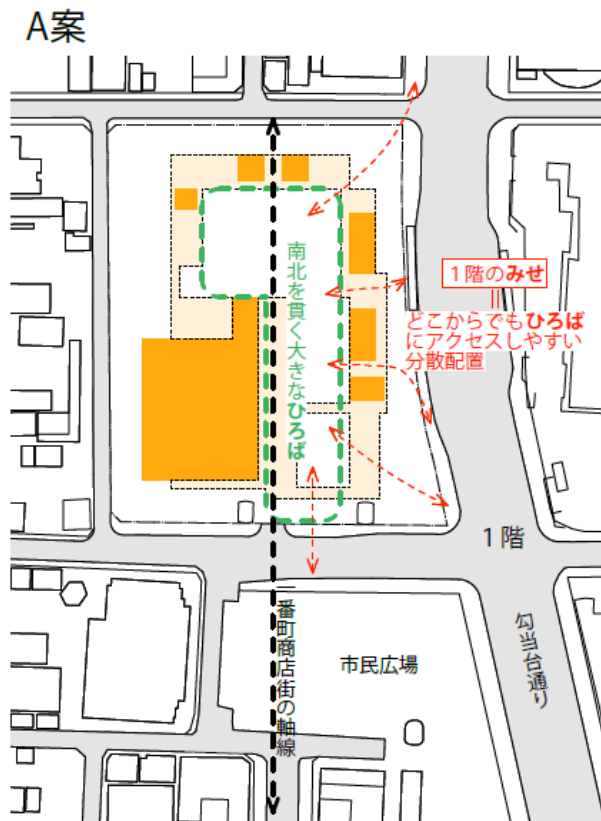 A案
南北を貫く大きなひろば
1階のみせ
=
どこからでもひろば
にアクセスしやすい
分散配置
1階
勾当台通り
市民広場
一番町商店街の軸線